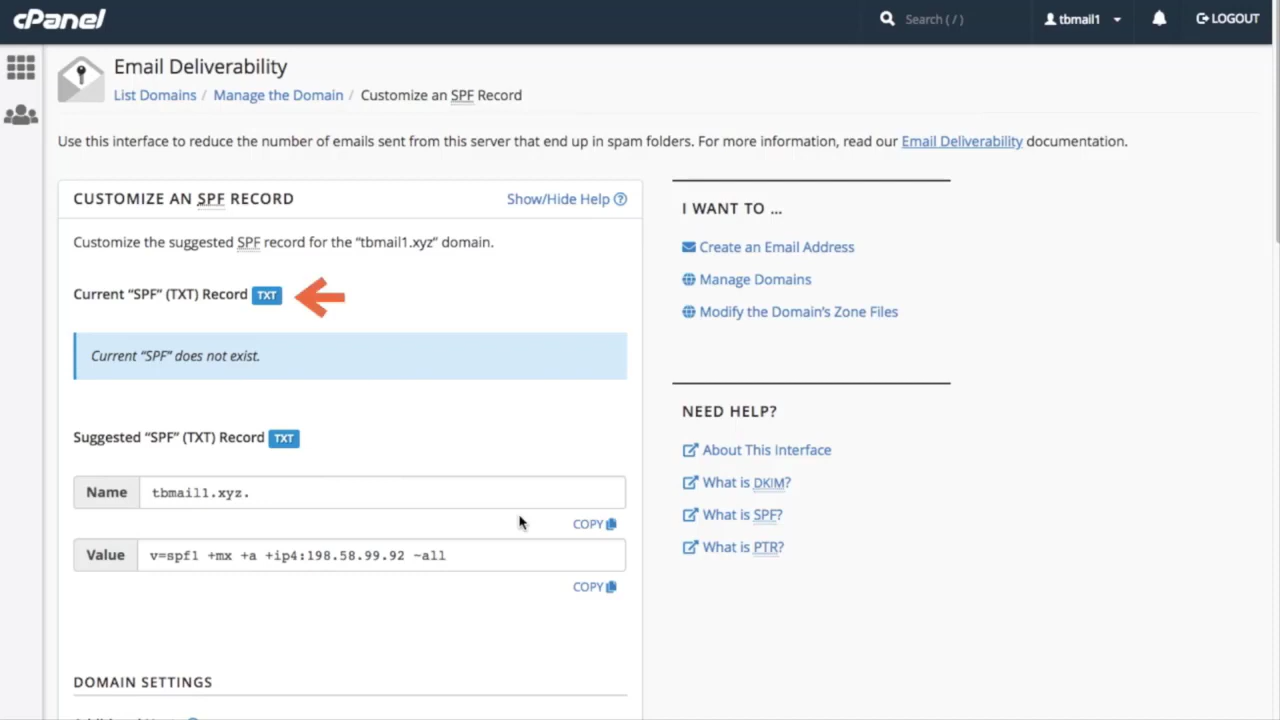 cPanel
Search ( / )
tbmail1
LOGOUT
Email Deliverability
List Domains / Manage the Domain / Customize an SPF Record
Use this interface to reduce the number of emails sent from this server that end up in spam folders. For more information, read our Email Deliverability documentation.
CUSTOMIZE AN SPF RECORD
Show/Hide Help
Customize the suggested SPF record for the “tbmail1.xyz” domain.
Current “SPF” (TXT) Record TXT
Current “SPF” does not exist.
Suggested “SPF” (TXT) Record TXT
Name tbmail1.xyz.
COPY
Value v=spf1 +mx +a +ip4:198.58.99.92 ~all
COPY
DOMAIN SETTINGS
I WANT TO ...
Create an Email Address
Manage Domains
Modify the Domain’s Zone Files
NEED HELP?
About This Interface
What is DKIM?
What is SPF?
What is PTR?